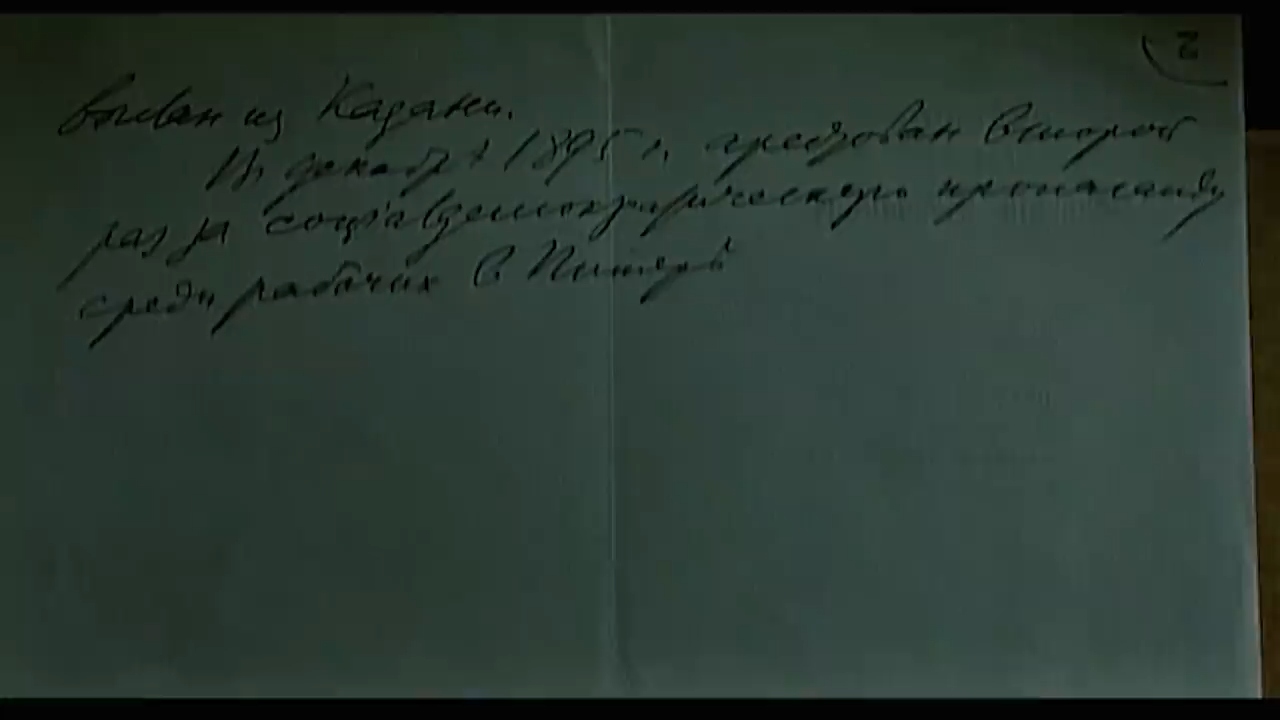 2
выслан из Казани.
В декабре 1895 г. арестован второй
раз за социалдемократическую пропаганду
среди рабочих в Питере